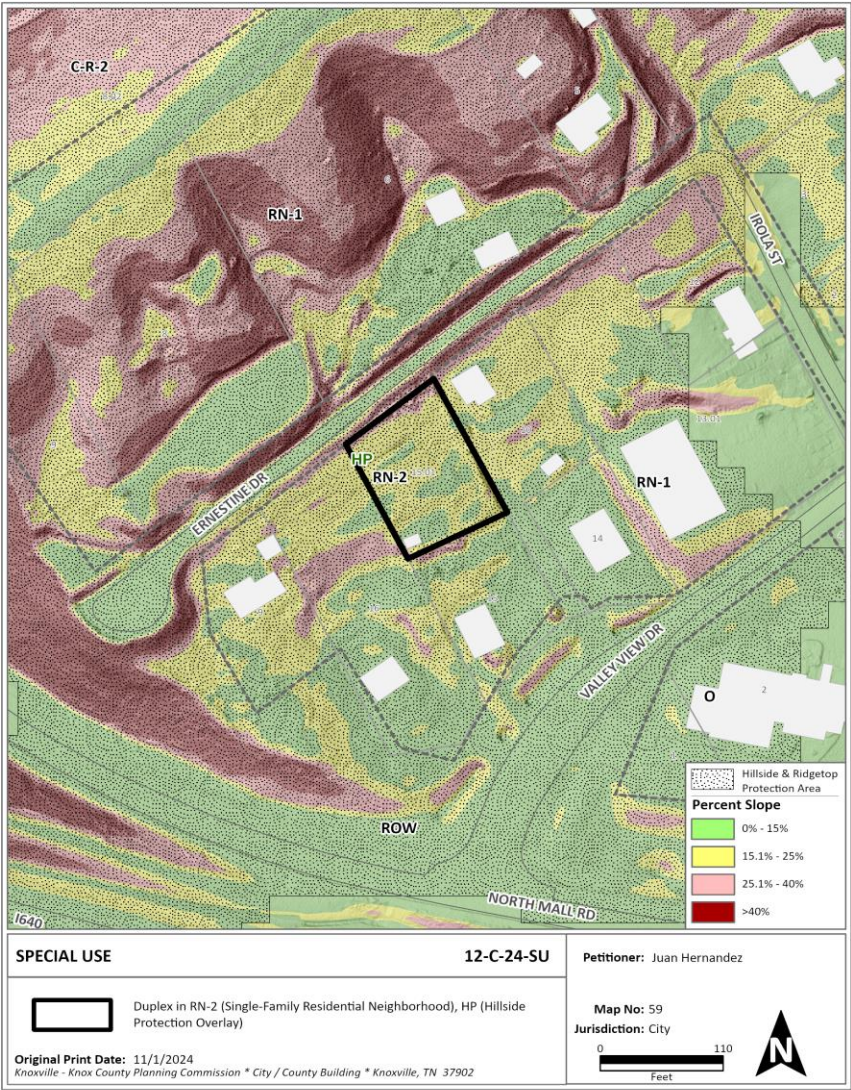 C-R-2
RN-1
IROLA ST
HP
RN-2
RN-1
ERNESTINE DR
14
VALLEY VIEW DR
O
2
ROW
NORTH MALL RD
I640
Hillside & Ridgetop
Protection Area
Percent Slope
0% - 15%
15.1% - 25%
25.1% - 40%
>40%
SPECIAL USE
12-C-24-SU
Duplex in RN-2 (Single-Family Residential Neighborhood), HP (Hillside
Protection Overlay)
Original Print Date: 11/1/2024
Knoxville - Knox County Planning Commission * City / County Building * Knoxville, TN 37902
Petitioner: Juan Hernandez
Map No: 59
Jurisdiction: City
0 110
Feet
N